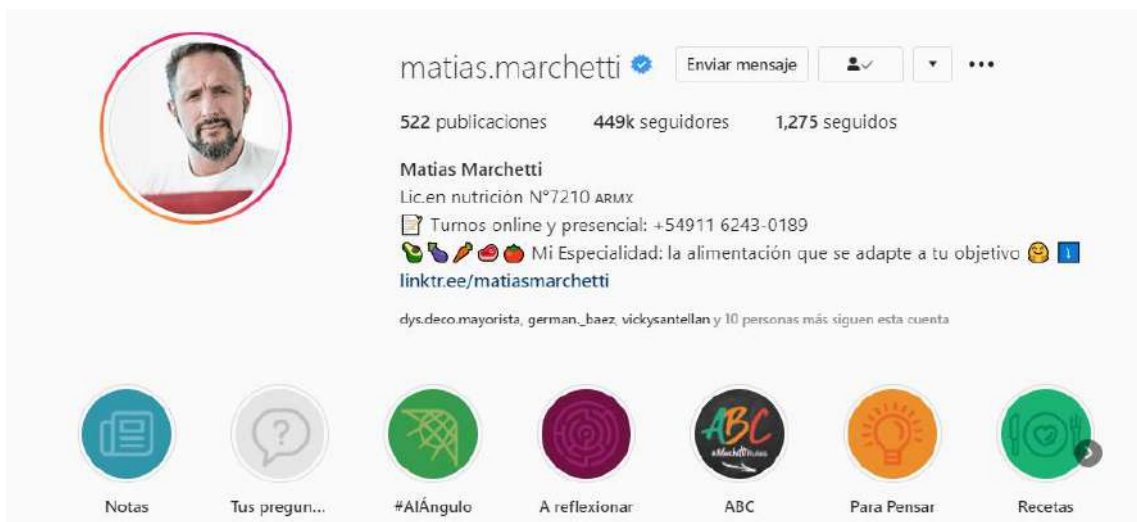 matias.marchetti Enviar mensaje
522 publicaciones 449k seguidores 1,275 seguidos
Matias Marchetti
Lic.en nutrición N°7210 ARMX
Turnos online y presencial: +54911 6243-0189
Mi Especialidad: la alimentación que se adapte a tu objetivo
linktr.ee/matiasmarchetti
dys.deco.mayorista, german._baez, vickysantellan y 10 personas más siguen esta cuenta
?
ABC
Notas Tus pregun... #AlÁngulo A reflexionar ABC Para Pensar Recetas